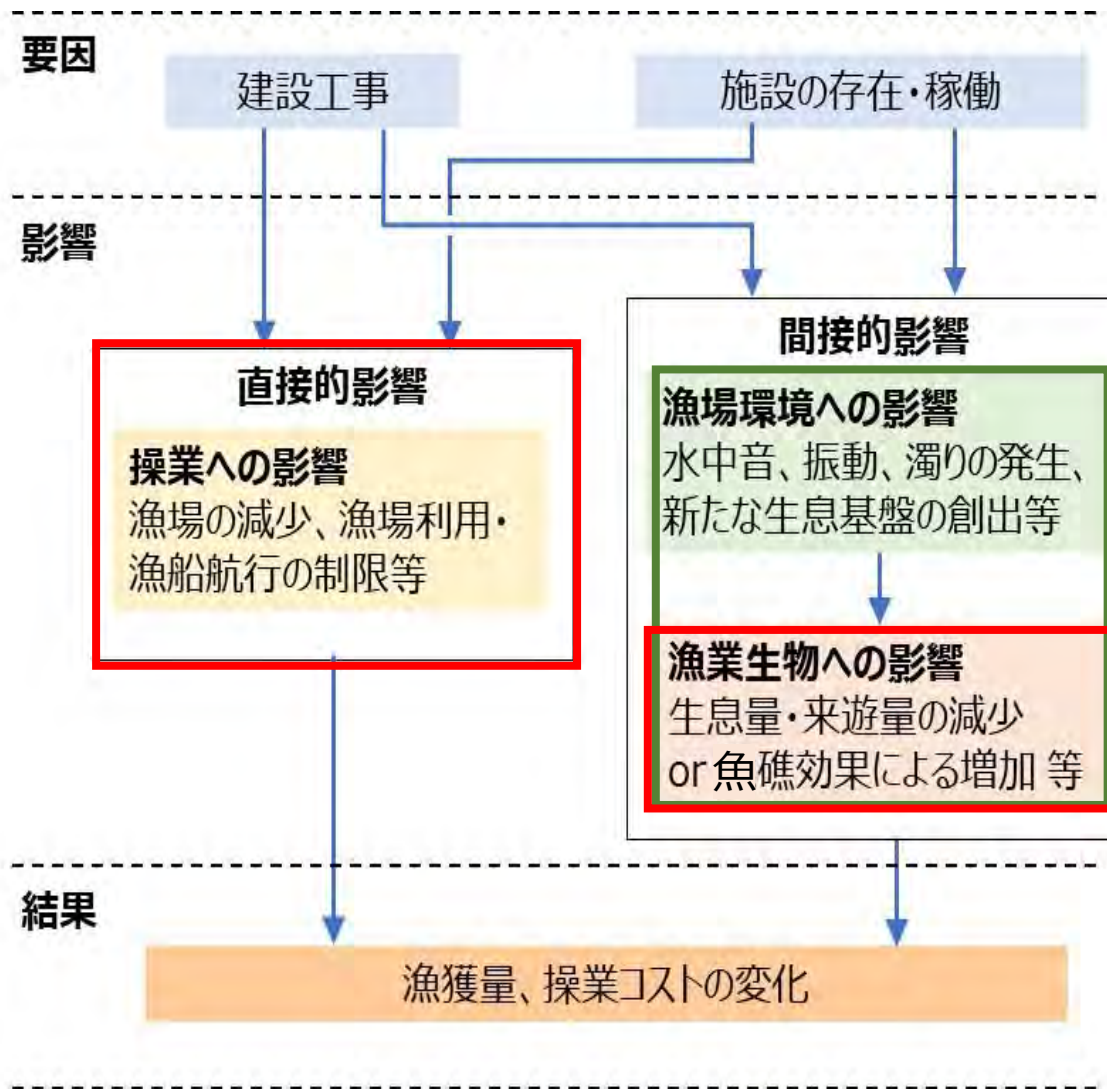 要因
建設工事
施設の存在・稼働
影響
直接的影響
操業への影響
漁場の減少、漁場利用・
漁船航行の制限等
間接的影響
漁場環境への影響
水中音、振動、濁りの発生、
新たな生息基盤の創出等
漁業生物への影響
生息量・来遊量の減少
or 魚礁効果による増加 等
結果
漁獲量、操業コストの変化